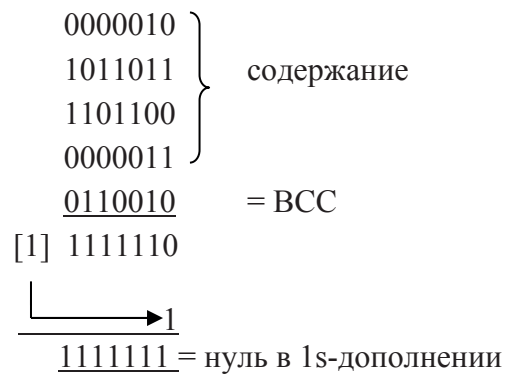 0000010
1011011
содержание
1101100
0000011
0110010 = BCC
[1] 1111110
1
1111111 = нуль в 1s-дополнении